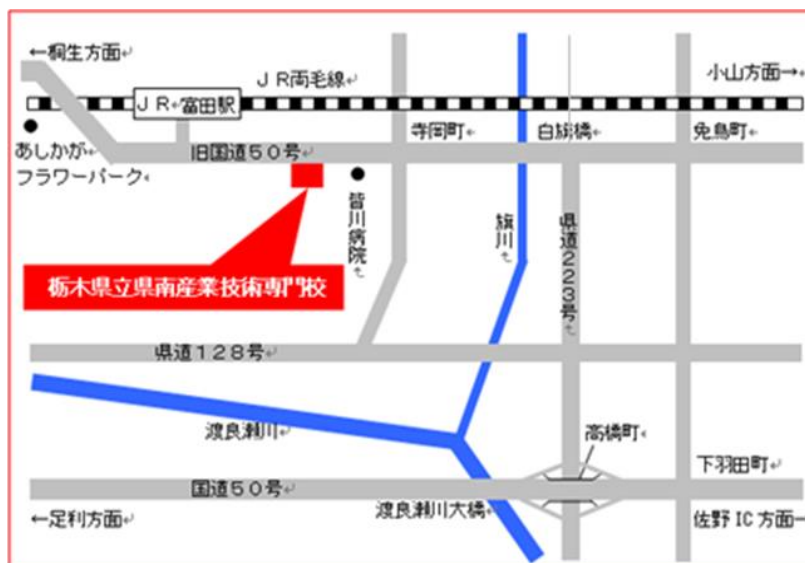 ←桐生方面
JR両毛線
小山方面→
JR 富田駅
あしかが
フラワーパーク
旧国道50号
寺岡町
白旗橋
免鳥町
皆川病院
旗川
県道223号
栃木県立県南産業技術専門校
県道128号
渡良瀬川
高橋町
下羽田町
国道50号
渡良瀬川大橋
←足利方面
佐野IC方面→